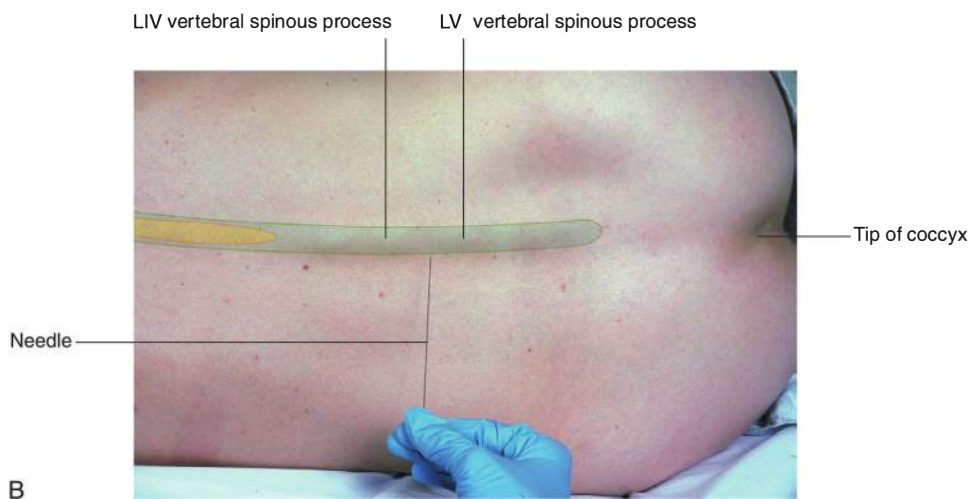 LIV vertebral spinous process
LV vertebral spinous process
Tip of coccyx
Needle
B